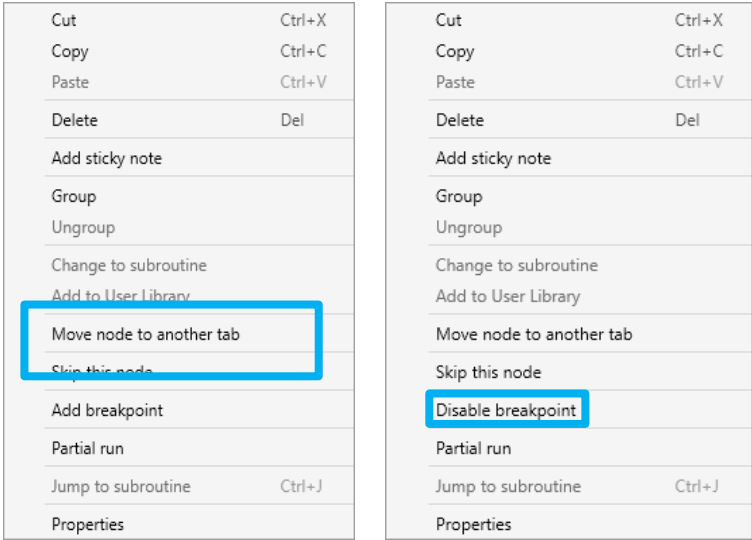 Cut Ctrl+X
Copy Ctrl+C
Paste Ctrl+V
Delete Del
Add sticky note
Group
Ungroup
Change to subroutine
Add to User Library
Move node to another tab
Skip this node
Add breakpoint
Partial run
Jump to subroutine Ctrl+J
Properties
Cut Ctrl+X
Copy Ctrl+C
Paste Ctrl+V
Delete Del
Add sticky note
Group
Ungroup
Change to subroutine
Add to User Library
Move node to another tab
Skip this node
Disable breakpoint
Partial run
Jump to subroutine Ctrl+J
Properties